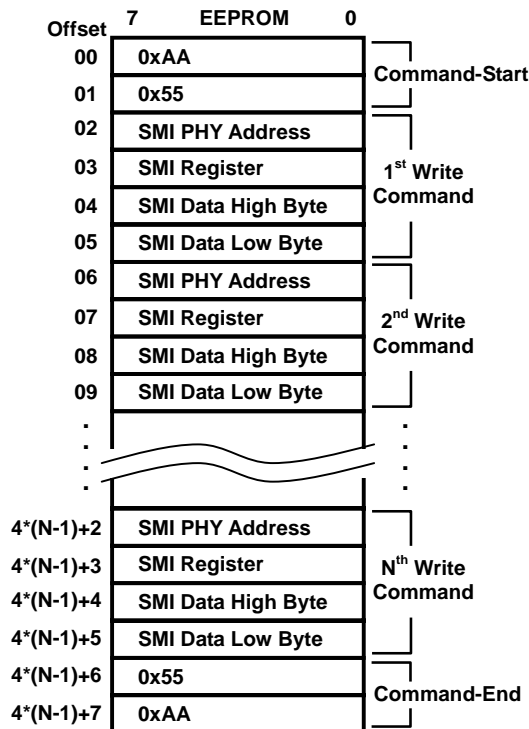 7 EEPROM 0
Offset
00 0xAA
Command-Start
01 0x55
02 SMI PHY Address
03 SMI Register
1st Write
Command
04 SMI Data High Byte
05 SMI Data Low Byte
06 SMI PHY Address
07 SMI Register
2nd Write
Command
08 SMI Data High Byte
09 SMI Data Low Byte
4*(N-1)+2 SMI PHY Address
4*(N-1)+3 SMI Register
Nth Write
Command
4*(N-1)+4 SMI Data High Byte
4*(N-1)+5 SMI Data Low Byte
4*(N-1)+6 0x55
Command-End
4*(N-1)+7 0xAA